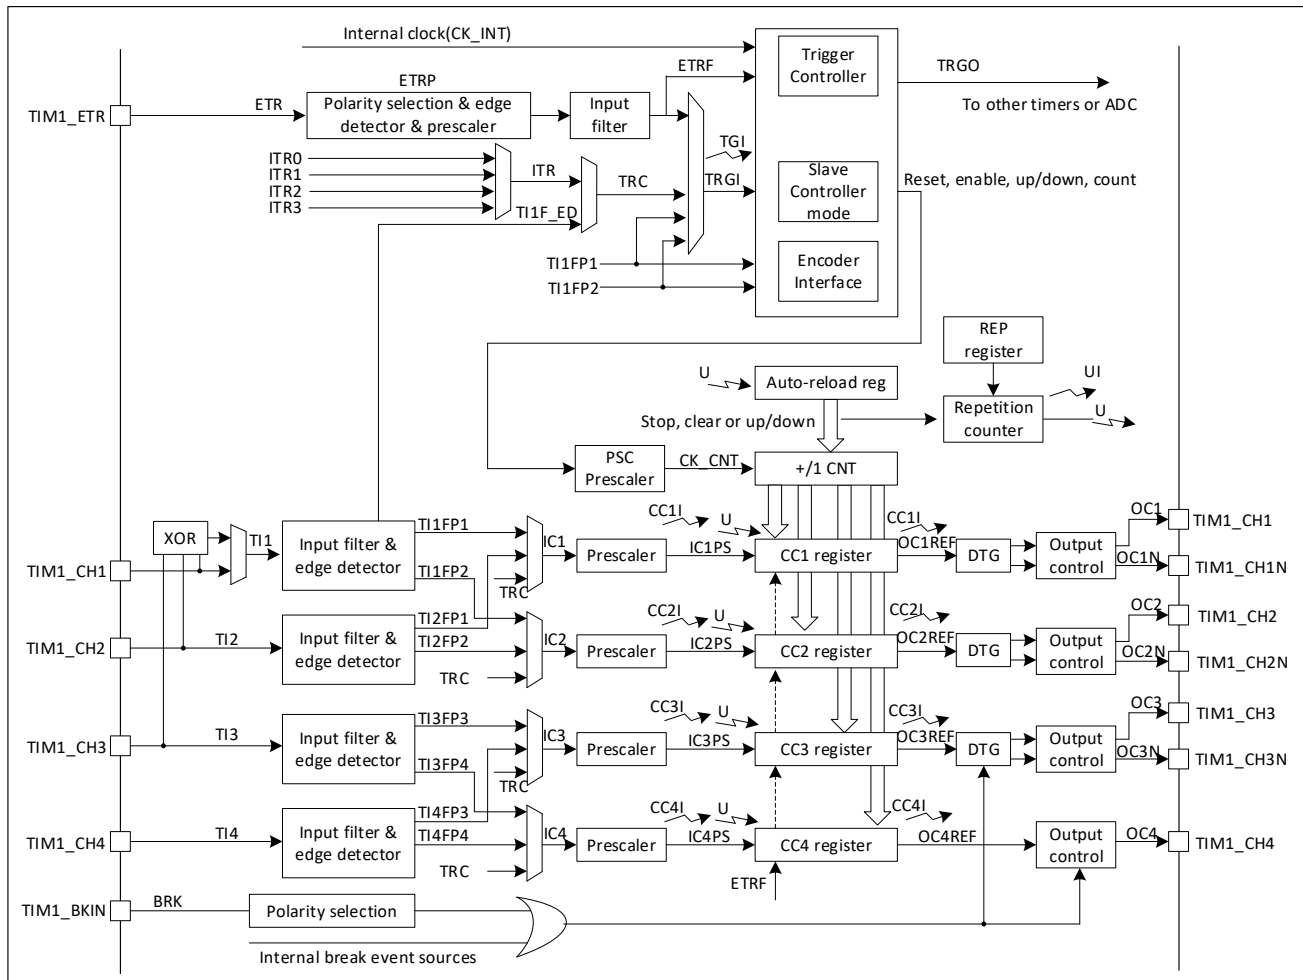 Internal clock(CK_INT)
Trigger
Controller
ETRF
TRGO
ETRP
ETR
Polarity selection & edge
detector & prescaler
Input
filter
To other timers or ADC
TIM1_ETR
TGI
ITR0
ITR1
ITR2
ITR3
ITR
TRC
TRGI
Slave
Controller
mode
Reset, enable, up/down, count
TI1F_ED
TI1FP1
TI1FP2
Encoder
Interface
REP
register
U
Auto-reload reg
UI
Stop, clear or up/down
Repetition
counter
U
PSC
Prescaler
CK_CNT
+/1 CNT
XOR
TI1
Input filter &
edge detector
TI1FP1
TI1FP2
IC1
TRC
Prescaler
CC1I
U
IC1PS
CC1 register
CC1I
OC1REF
DTG
Output
control
OC1
OC1N
TIM1_CH1
TIM1_CH1N
TIM1_CH1
TIM1_CH2
TI2
Input filter &
edge detector
TI2FP1
TI2FP2
TRC
IC2
Prescaler
CC2I
U
IC2PS
CC2 register
CC2I
OC2REF
DTG
Output
control
OC2
OC2N
TIM1_CH2
TIM1_CH2N
TIM1_CH3
TI3
Input filter &
edge detector
TI3FP3
TI3FP4
IC3
TRC
Prescaler
CC3I
U
IC3PS
CC3 register
CC3I
OC3REF
DTG
Output
control
OC3
OC3N
TIM1_CH3
TIM1_CH3N
TIM1_CH4
TI4
Input filter &
edge detector
TI4FP3
TI4FP4
TRC
IC4
Prescaler
CC4I
U
IC4PS
CC4 register
CC4I
OC4REF
Output
control
OC4
TIM1_CH4
ETRF
TIM1_BKIN
BRK
Polarity selection
Internal break event sources